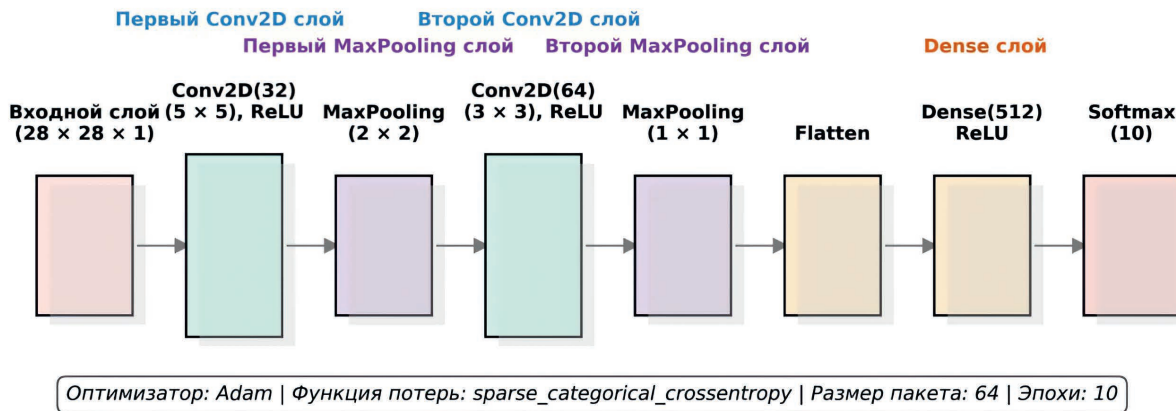 Первый Conv2D слой
Второй Conv2D слой
Первый MaxPooling слой
Второй MaxPooling слой
Dense слой
Входной слой
(28 × 28 × 1)
Conv2D(32)
(5 × 5), ReLU
MaxPooling
(2 × 2)
Conv2D(64)
(3 × 3), ReLU
MaxPooling
(1 × 1)
Flatten
Dense(512)
ReLU
Softmax
(10)
Оптимизатор: Adam | Функция потерь: sparse_categorical_crossentropy | Размер пакета: 64 | Эпохи: 10